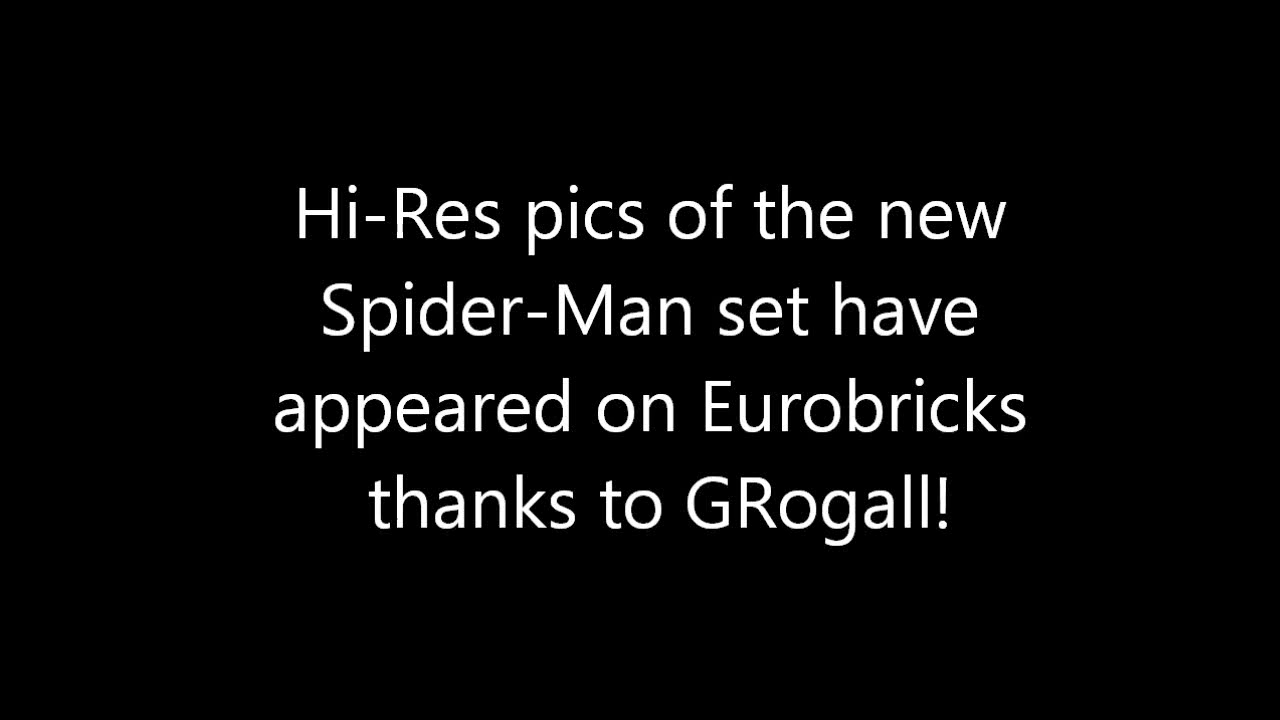 Hi-Res pics of the new
Spider-Man set have
appeared on Eurobricks
thanks to GRogall!